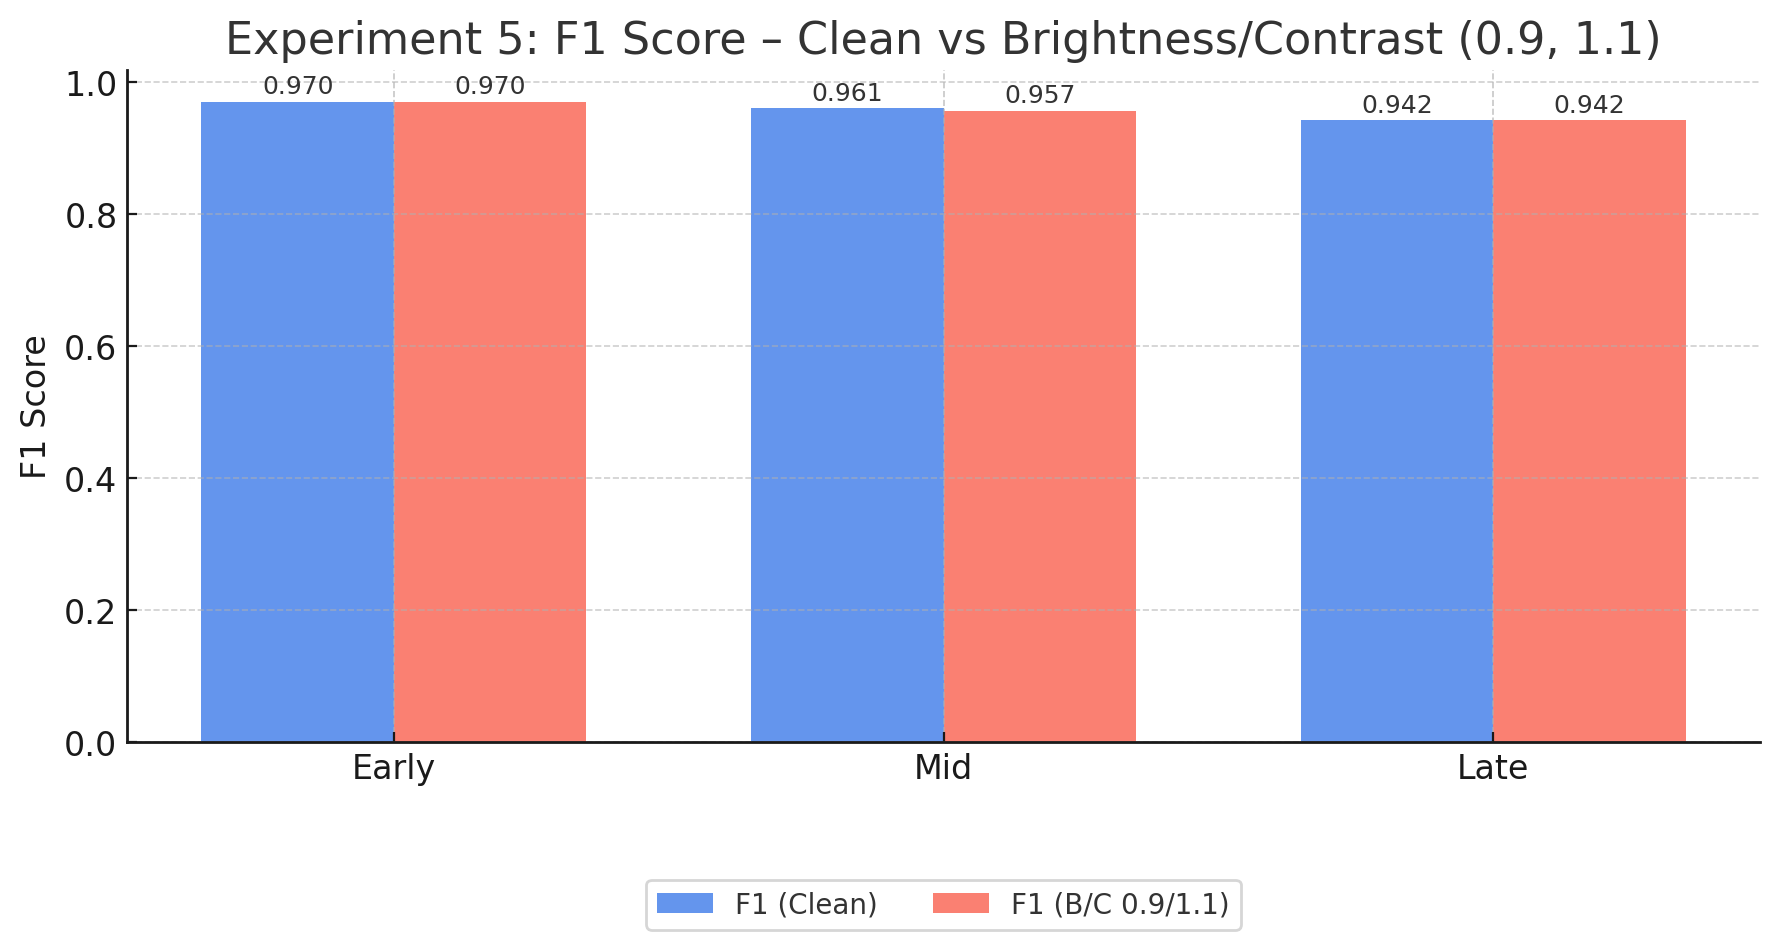 Experiment 5: F1 Score – Clean vs Brightness/Contrast (0.9, 1.1)
1.0
0.8
0.6
0.4
0.2
0.0
F1 Score
0.970
0.970
0.961
0.957
0.942
0.942
Early
Mid
Late
F1 (Clean)
F1 (B/C 0.9/1.1)